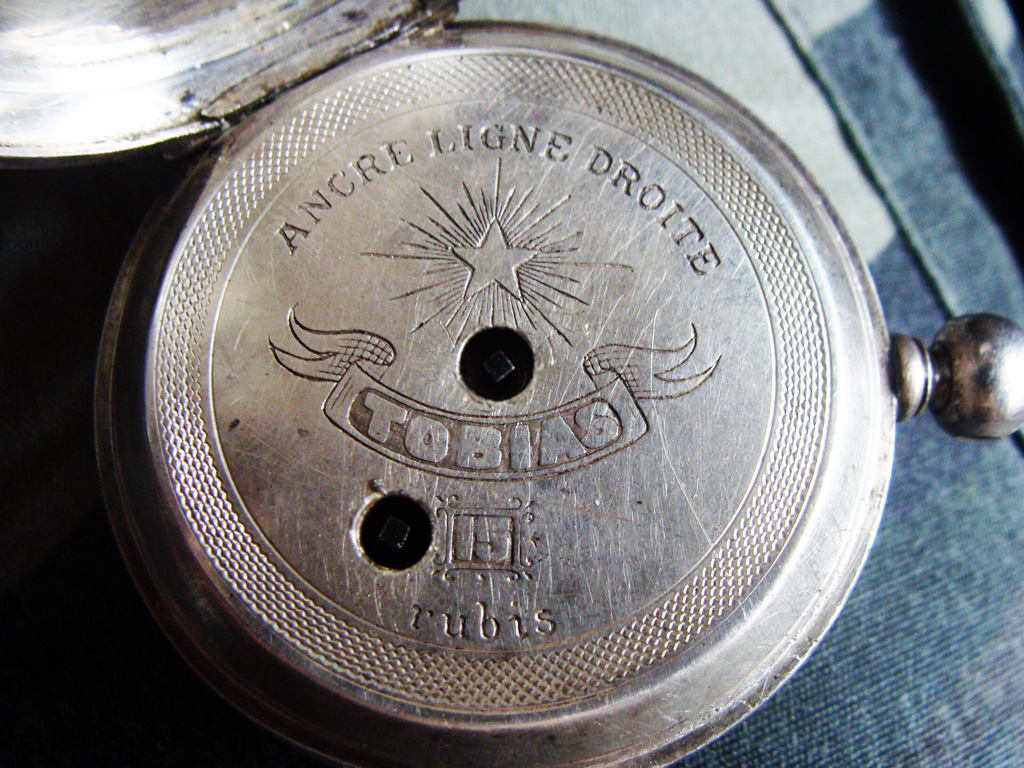 ANCRE LIGNE DROITE
TOBIAS
15
rubis